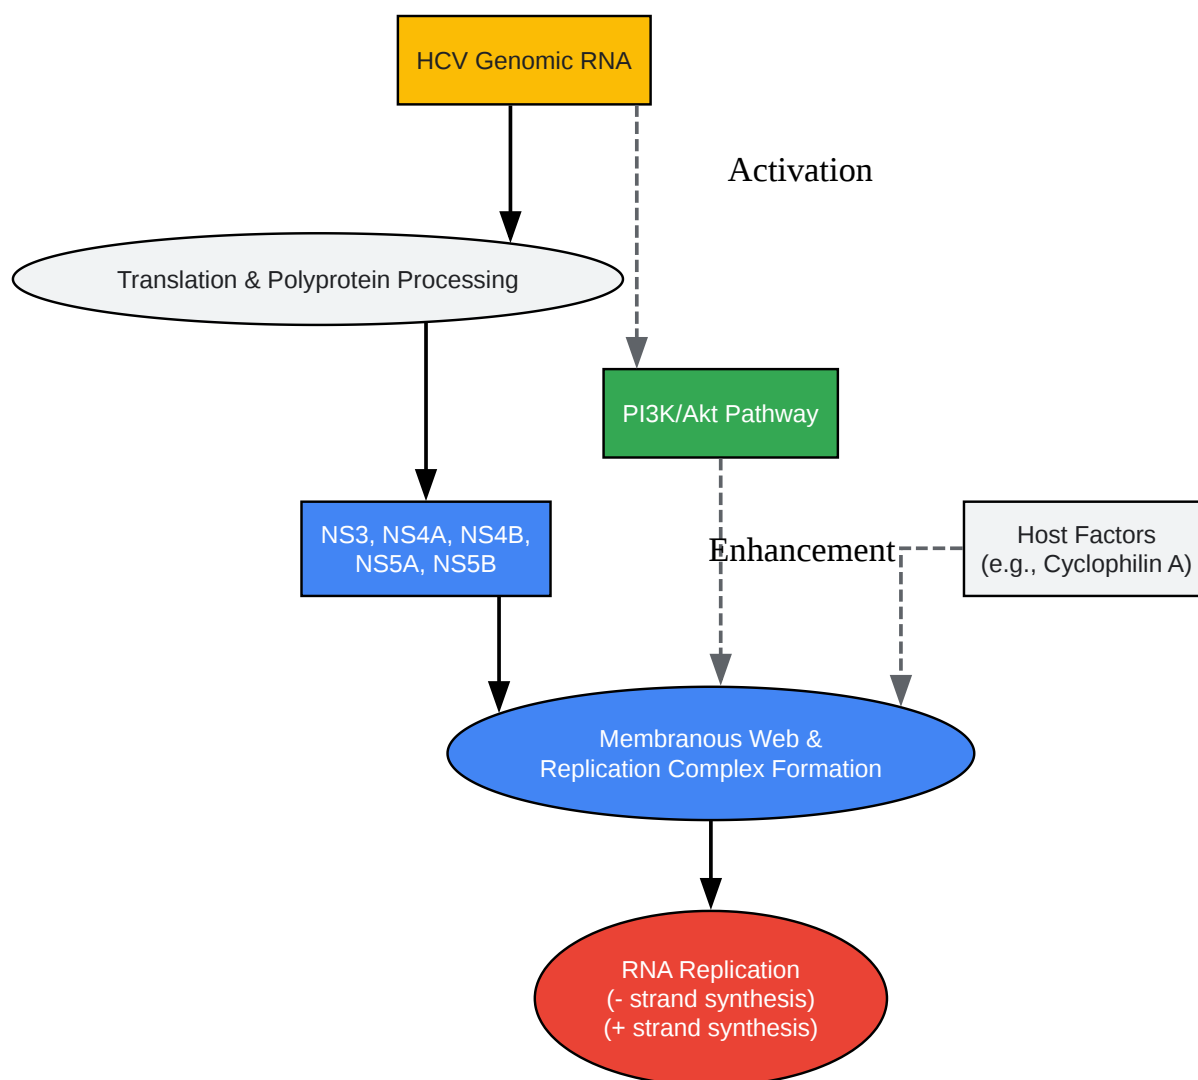 HCV Genomic RNA
Activation
Translation & Polyprotein Processing
PI3K/Akt Pathway
NS3, NS4A, NS4B,
NS5A, NS5B
Enhancement
Host Factors
(e.g., Cyclophilin A)
Membranous Web &
Replication Complex Formation
RNA Replication
(- strand synthesis)
(+ strand synthesis)